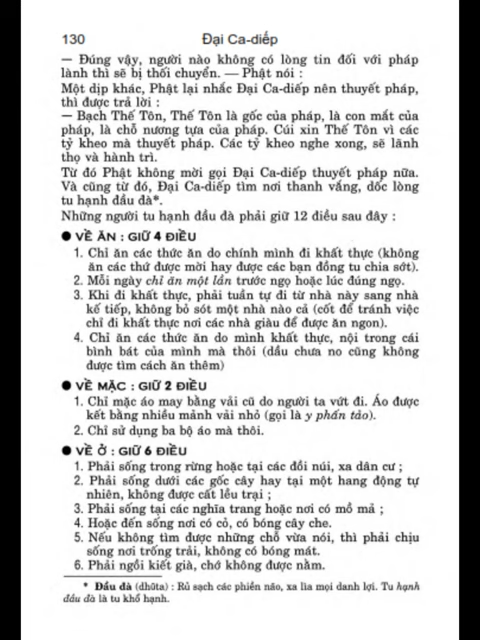 130 Đại Ca-diếp
— Đúng vậy, người nào không có lòng tin đối với pháp
lành thì sẽ bị thối chuyển. — Phật nói :
Một dịp khác, Phật lại nhắc Đại Ca-diếp nên thuyết pháp,
thì được trả lời :
— Bạch Thế Tôn, Thế Tôn là gốc của pháp, là con mắt của
pháp, là chỗ nương tựa của pháp. Cúi xin Thế Tôn vì các
tỷ kheo mà thuyết pháp. Các tỷ kheo nghe xong, sẽ lãnh
thọ và hành trì.
Từ đó Phật không mời gọi Đại Ca-diếp thuyết pháp nữa.
Và cũng từ đó, Đại Ca-diếp tìm nơi thanh vắng, dốc lòng
tu hạnh đầu đà*.
Những người tu hạnh đầu đà phải giữ 12 điều sau đây :
● VỀ ĂN : GIỮ 4 ĐIỀU
1. Chỉ ăn các thức ăn do chính mình đi khất thực (không
ăn các thứ được mời hay được các bạn đồng tu chia sớt).
2. Mỗi ngày chỉ ăn một lần trước ngọ hoặc lúc đúng ngọ.
3. Khi đi khất thực, phải tuần tự đi từ nhà này sang nhà
kế tiếp, không bỏ sót một nhà nào cả (cốt để tránh việc
chỉ đi khất thực nơi các nhà giàu để được ăn ngon).
4. Chỉ ăn các thức ăn do mình khất thực, nội trong cái
bình bát của mình mà thôi (dầu chưa no cũng không
được tìm cách ăn thêm)
● VỀ MẶC : GIỮ 2 ĐIỀU
1. Chỉ mặc áo may bằng vải cũ do người ta vứt đi. Áo được
kết bằng nhiều mảnh vải nhỏ (gọi là y phấn tảo).
2. Chỉ sử dụng ba bộ áo mà thôi.
● VỀ Ở : GIỮ 6 ĐIỀU
1. Phải sống trong rừng hoặc tại các đồi núi, xa dân cư ;
2. Phải sống dưới các gốc cây hay tại một hang động tự
nhiên, không được cất lều trại ;
3. Phải sống tại các nghĩa trang hoặc nơi có mồ mả ;
4. Hoặc đến sống nơi có cỏ, có bóng cây che.
5. Nếu không tìm được những chỗ vừa nói, thì phải chịu
sống nơi trống trải, không có bóng mát.
6. Phải ngồi kiết già, chớ không được nằm.
* Đầu đà (dhūta) : Rũ sạch các phiền não, xa lìa mọi danh lợi. Tu hạnh
đầu đà là tu khổ hạnh.